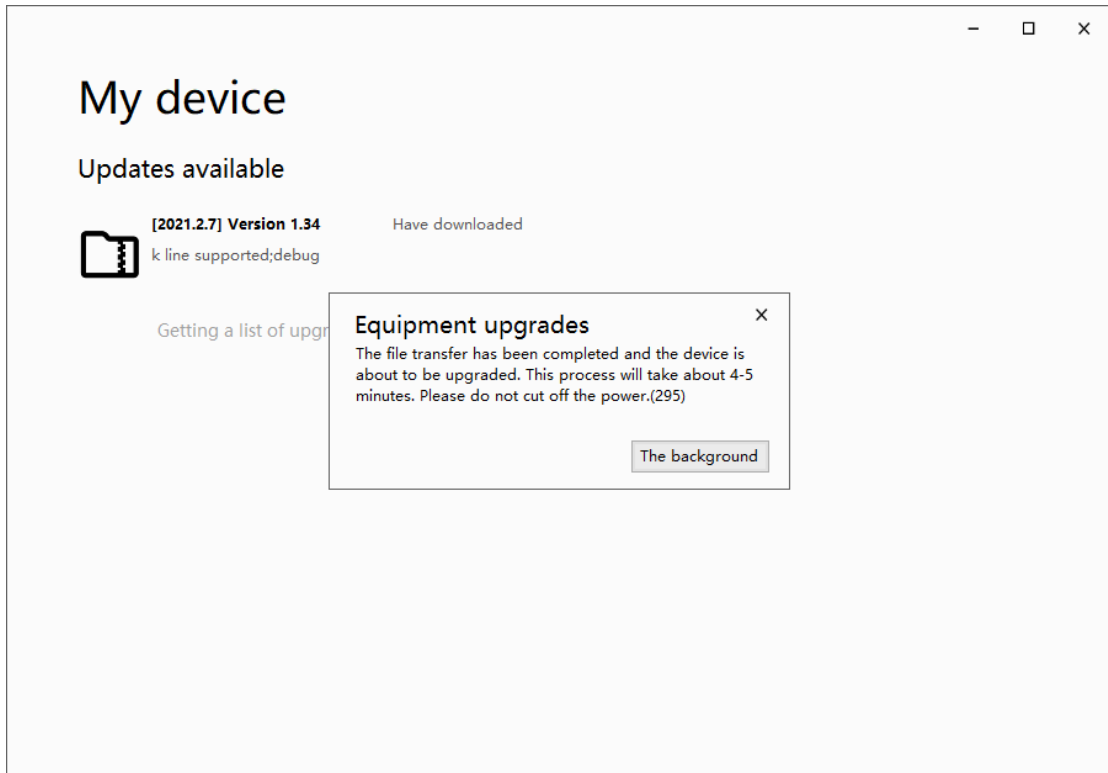 My device
Updates available
[2021.2.7] Version 1.34 Have downloaded
k line supported;debug
Getting a list of upgr
Equipment upgrades
The file transfer has been completed and the device is
about to be upgraded. This process will take about 4-5
minutes. Please do not cut off the power.(295)
The background